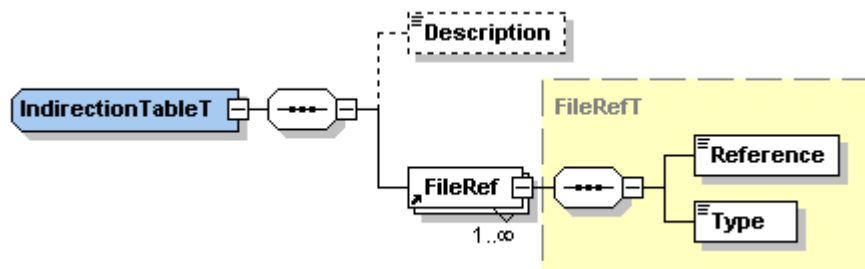 Description
IndirectionTableT
FileRefT
Reference
FileRef
Type
1..∞